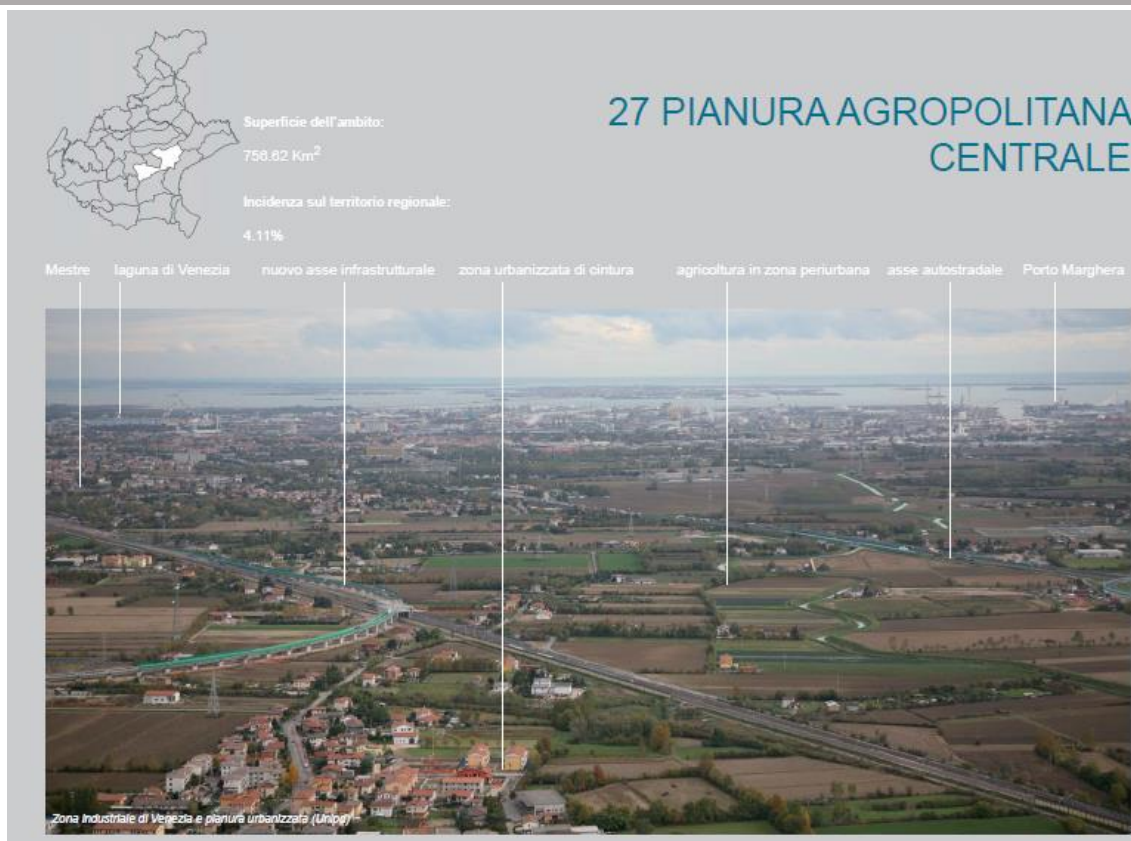 27 PIANURA AGROPOLITANA
CENTRALE
Superficie dell'ambito:
756.62 Km2
Incidenza sul territorio regionale:
4.11%
Mestre laguna di Venezia nuovo asse infrastrutturale zona urbanizzata di cintura agricoltura in zona periurbana asse autostradale Porto Marghera
Zona Industriale di Venezia e pianura urbanizzata (Unipd)